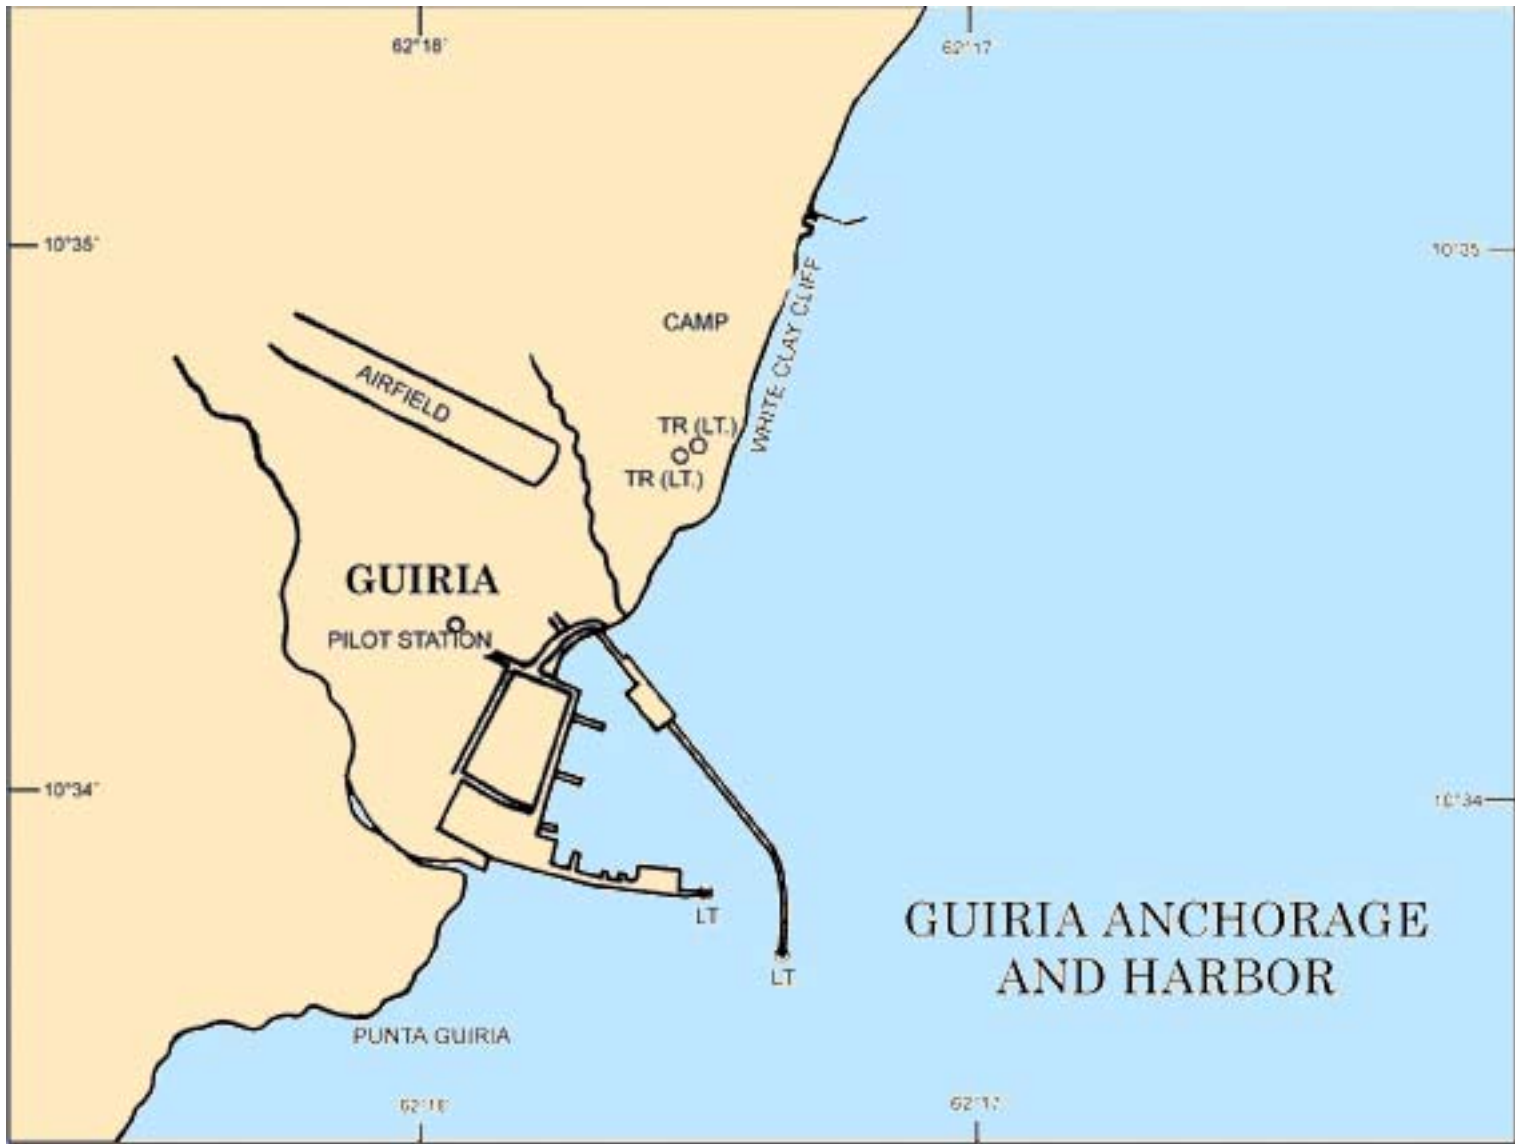 62°18'
62°17'
10°35'
10°35
CAMP
WHITE CLAY CLIFF
AIRFIELD
TR (LT.)
TR (LT.)
GUIRIA
PILOT STATION
10°34'
10°34
LT
GUIRIA ANCHORAGE
AND HARBOR
LT
PUNTA GUIRIA
62°18'
62°17'